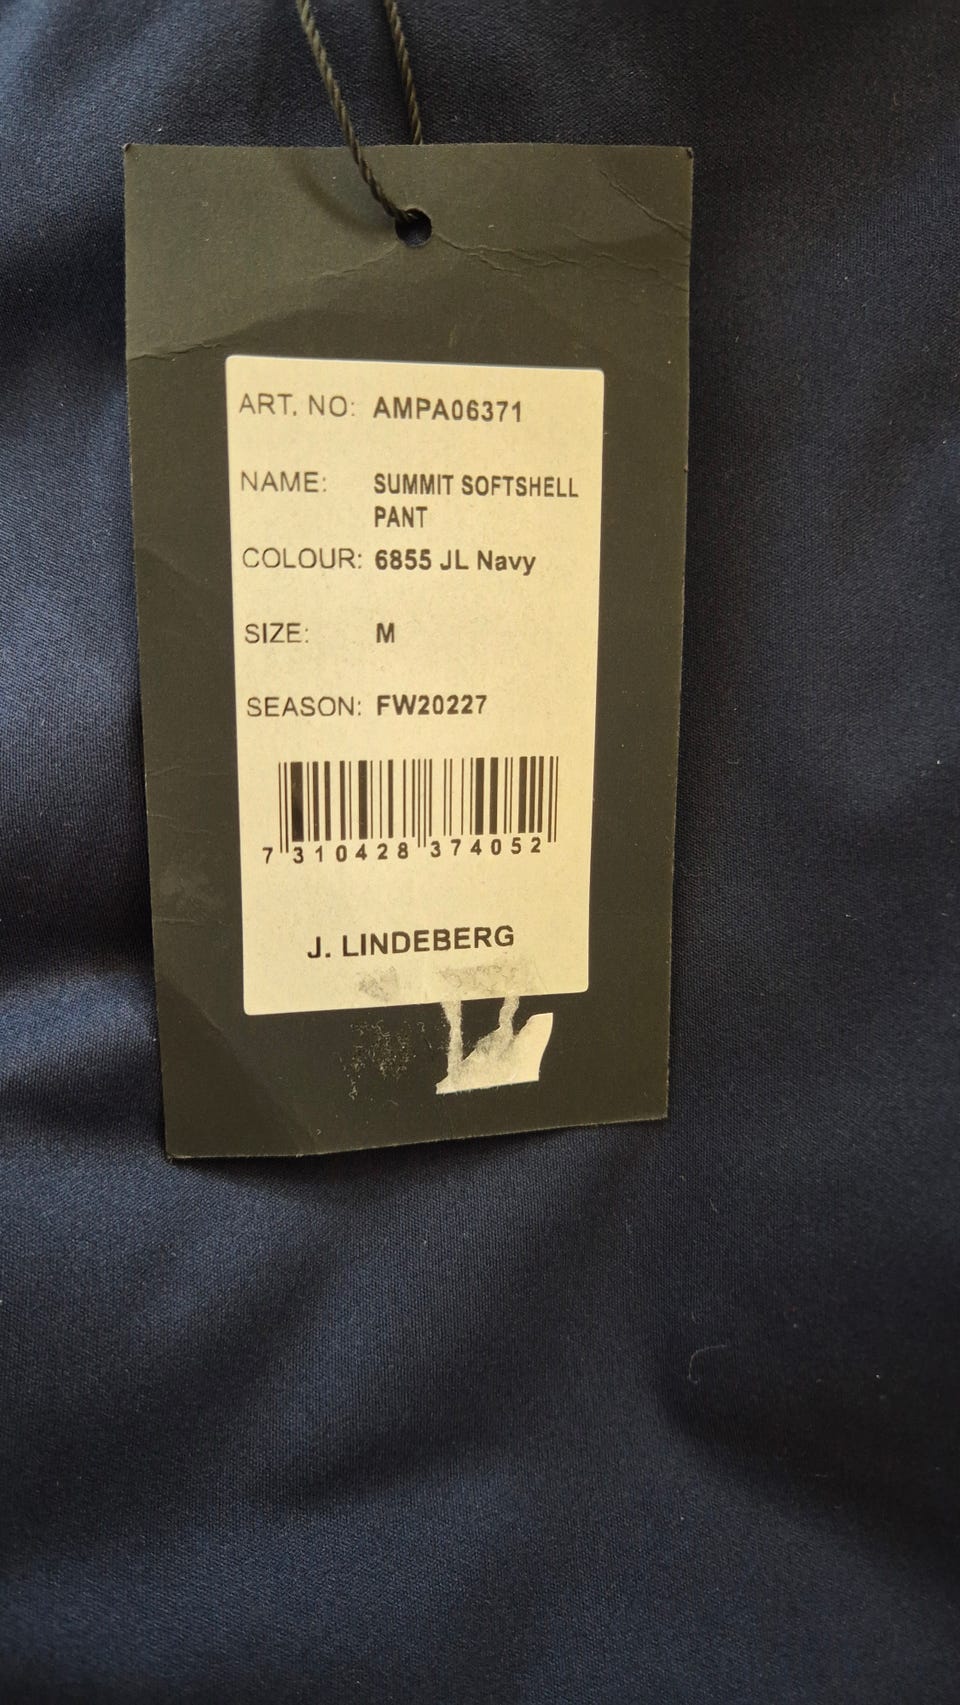 ART. NO: AMPA06371
NAME: SUMMIT SOFTSHELL
PANT
COLOUR: 6855 JL Navy
SIZE: M
SEASON: FW20227
7 310428 374052
J. LINDEBERG